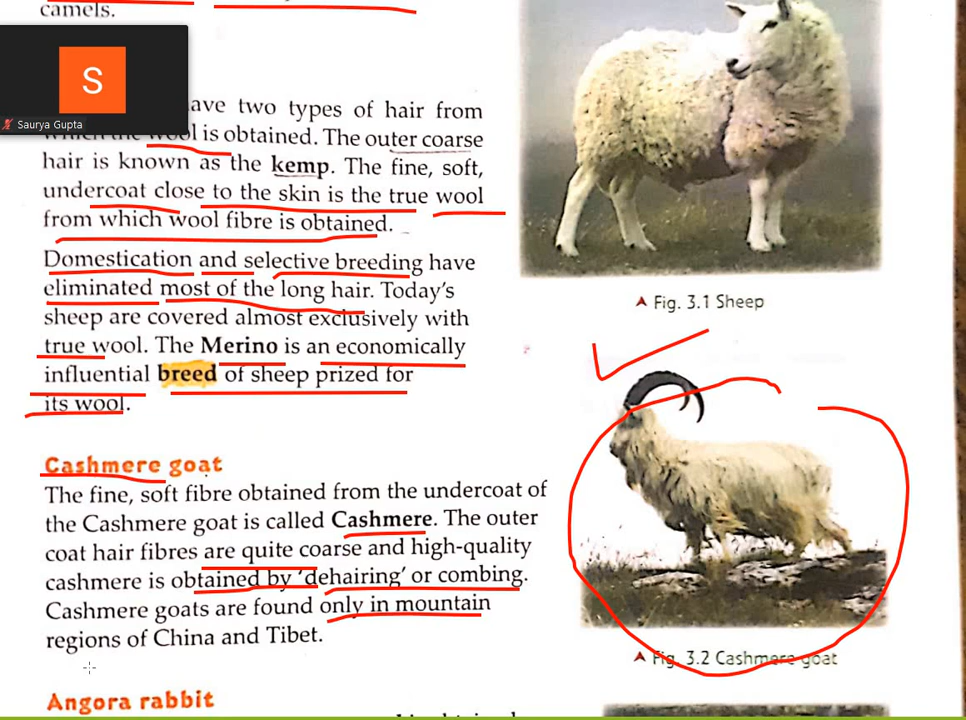 camels.
S
Saurya Gupta
ave two types of hair from
which the wool is obtained. The outer coarse
hair is known as the kemp. The fine, soft,
undercoat close to the skin is the true wool
from which wool fibre is obtained.
Domestication and selective breeding have
eliminated most of the long hair. Today's
sheep are covered almost exclusively with
true wool. The Merino is an economically
influential breed of sheep prized for
its wool.
Fig. 3.1 Sheep
Cashmere goat
The fine, soft fibre obtained from the undercoat of
the Cashmere goat is called Cashmere. The outer
coat hair fibres are quite coarse and high-quality
cashmere is obtained by 'dehairing' or combing.
Cashmere goats are found only in mountain
regions of China and Tibet.
Fig. 3.2 Cashmere goat
Angora rabbit